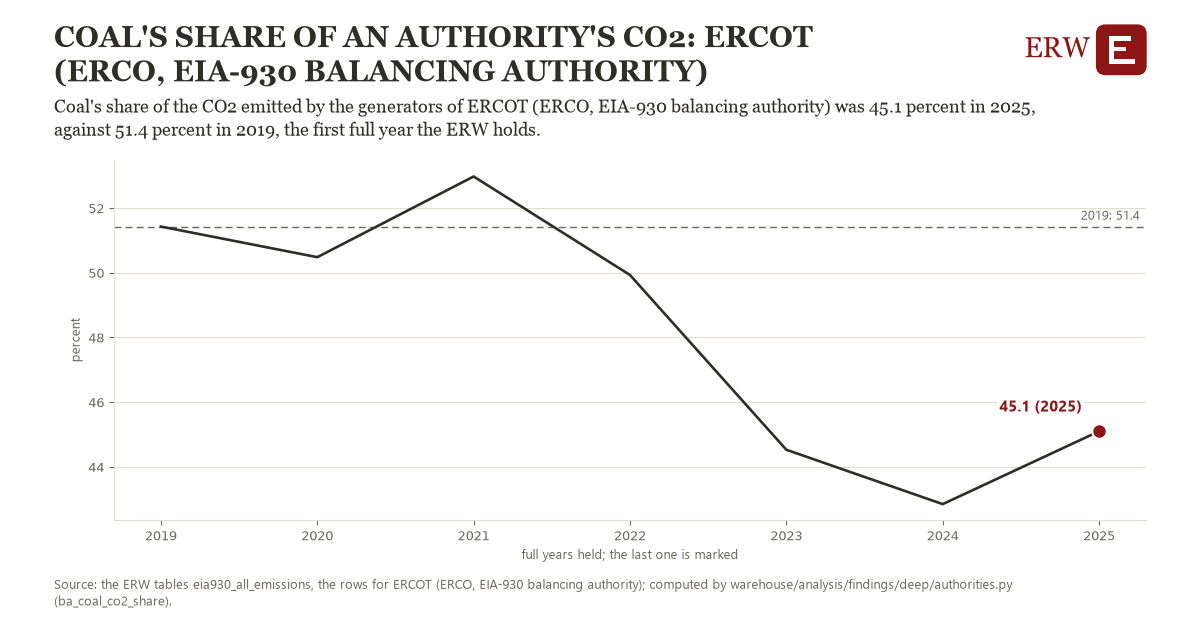 COAL'S SHARE OF AN AUTHORITY'S CO2: ERCOT
(ERCO, EIA-930 BALANCING AUTHORITY)
ERW E
Coal's share of the CO2 emitted by the generators of ERCOT (ERCO, EIA-930 balancing authority) was 45.1 percent in 2025,
against 51.4 percent in 2019, the first full year the ERW holds.
52
50
48
46
44
percent
2019: 51.4
45.1 (2025)
2019 2020 2021 2022 2023 2024 2025
full years held; the last one is marked
Source: the ERW tables eia930_all_emissions, the rows for ERCOT (ERCO, EIA-930 balancing authority); computed by warehouse/analysis/findings/deep/authorities.py
(ba_coal_co2_share).